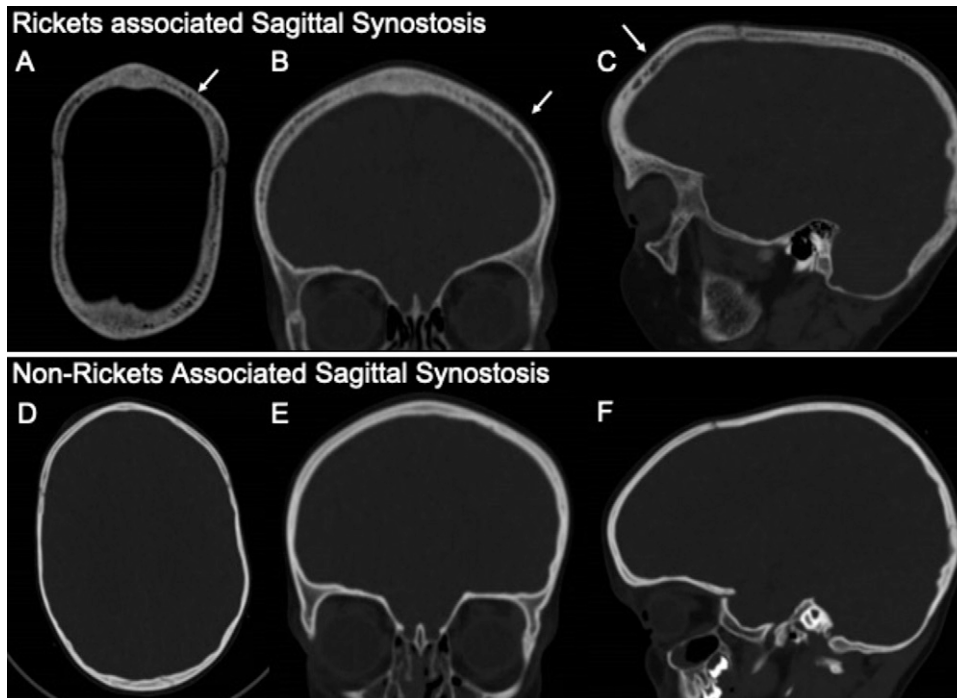 Rickets associated Sagittal Synostosis
A B C
Non-Rickets Associated Sagittal Synostosis
D E F